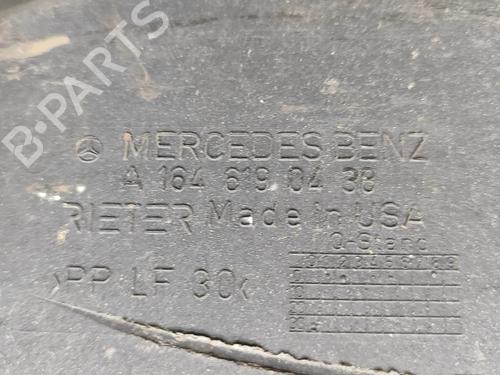 B-PARTS
MERCEDES BENZ
A 164 619 04 38
RIETER Made in USA
Q-Stand
>PP LF 30<